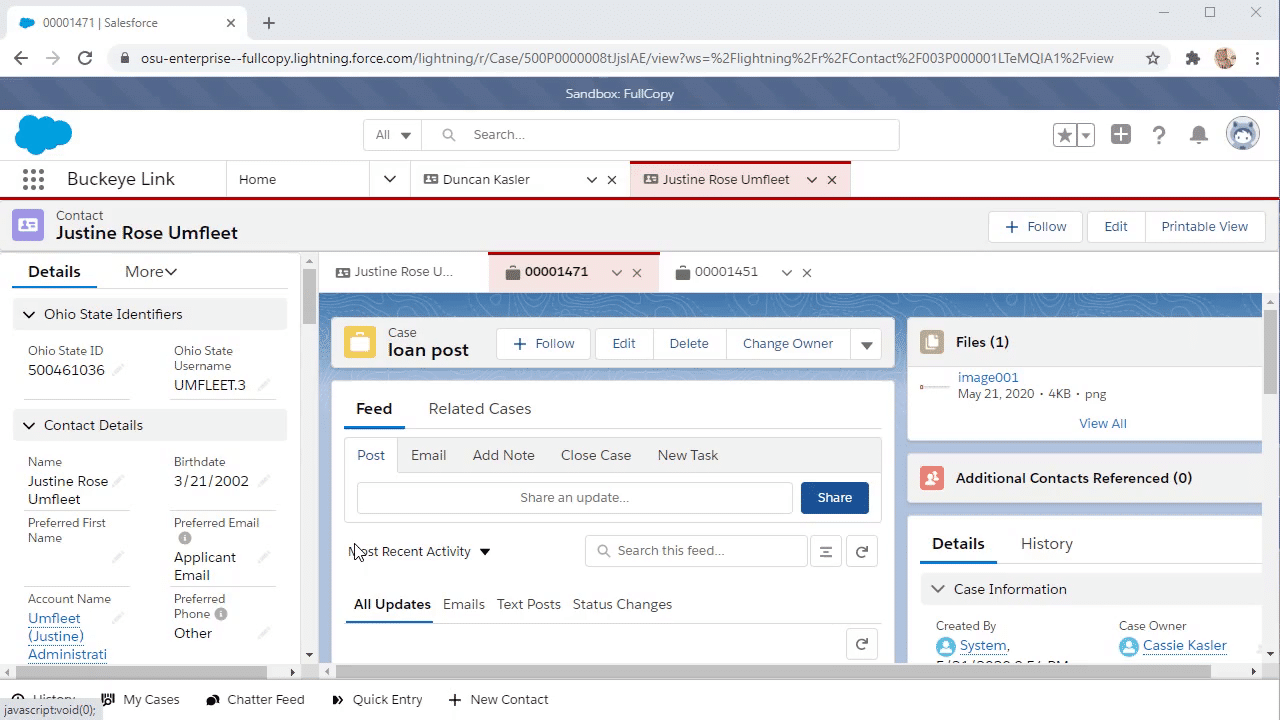 00001471 | Salesforce
osu-enterprise--fullcopy.lightning.force.com/lightning/r/Case/500P0000008tJjsIAE/view?ws=%2Flightning%2Fr%2FContact%2F003P000001LTeMQIA1%2Fview
Sandbox: FullCopy
All
Search...
Buckeye Link
Home
Duncan Kasler
Justine Rose Umfleet
Contact
Justine Rose Umfleet
Follow
Edit
Printable View
Details
More
Justine Rose U...
00001471
00001451
Ohio State Identifiers
Ohio State ID
500461036
Ohio State
Username
UMFLEET.3
Contact Details
Name
Justine Rose
Umfleet
Birthdate
3/21/2002
Preferred First
Name
Preferred Email
Applicant
Email
Account Name
Umfleet
(Justine)
Administrati
Preferred
Phone
Other
Case
loan post
Follow
Edit
Delete
Change Owner
Feed
Related Cases
Post
Email
Add Note
Close Case
New Task
Share an update...
Share
Most Recent Activity
Search this feed...
All Updates
Emails
Text Posts
Status Changes
Files (1)
image001
May 21, 2020 • 4KB • png
View All
Additional Contacts Referenced (0)
Details
History
Case Information
Created By
System,
Case Owner
Cassie Kasler
History
My Cases
Chatter Feed
Quick Entry
New Contact
javascript:void(0);